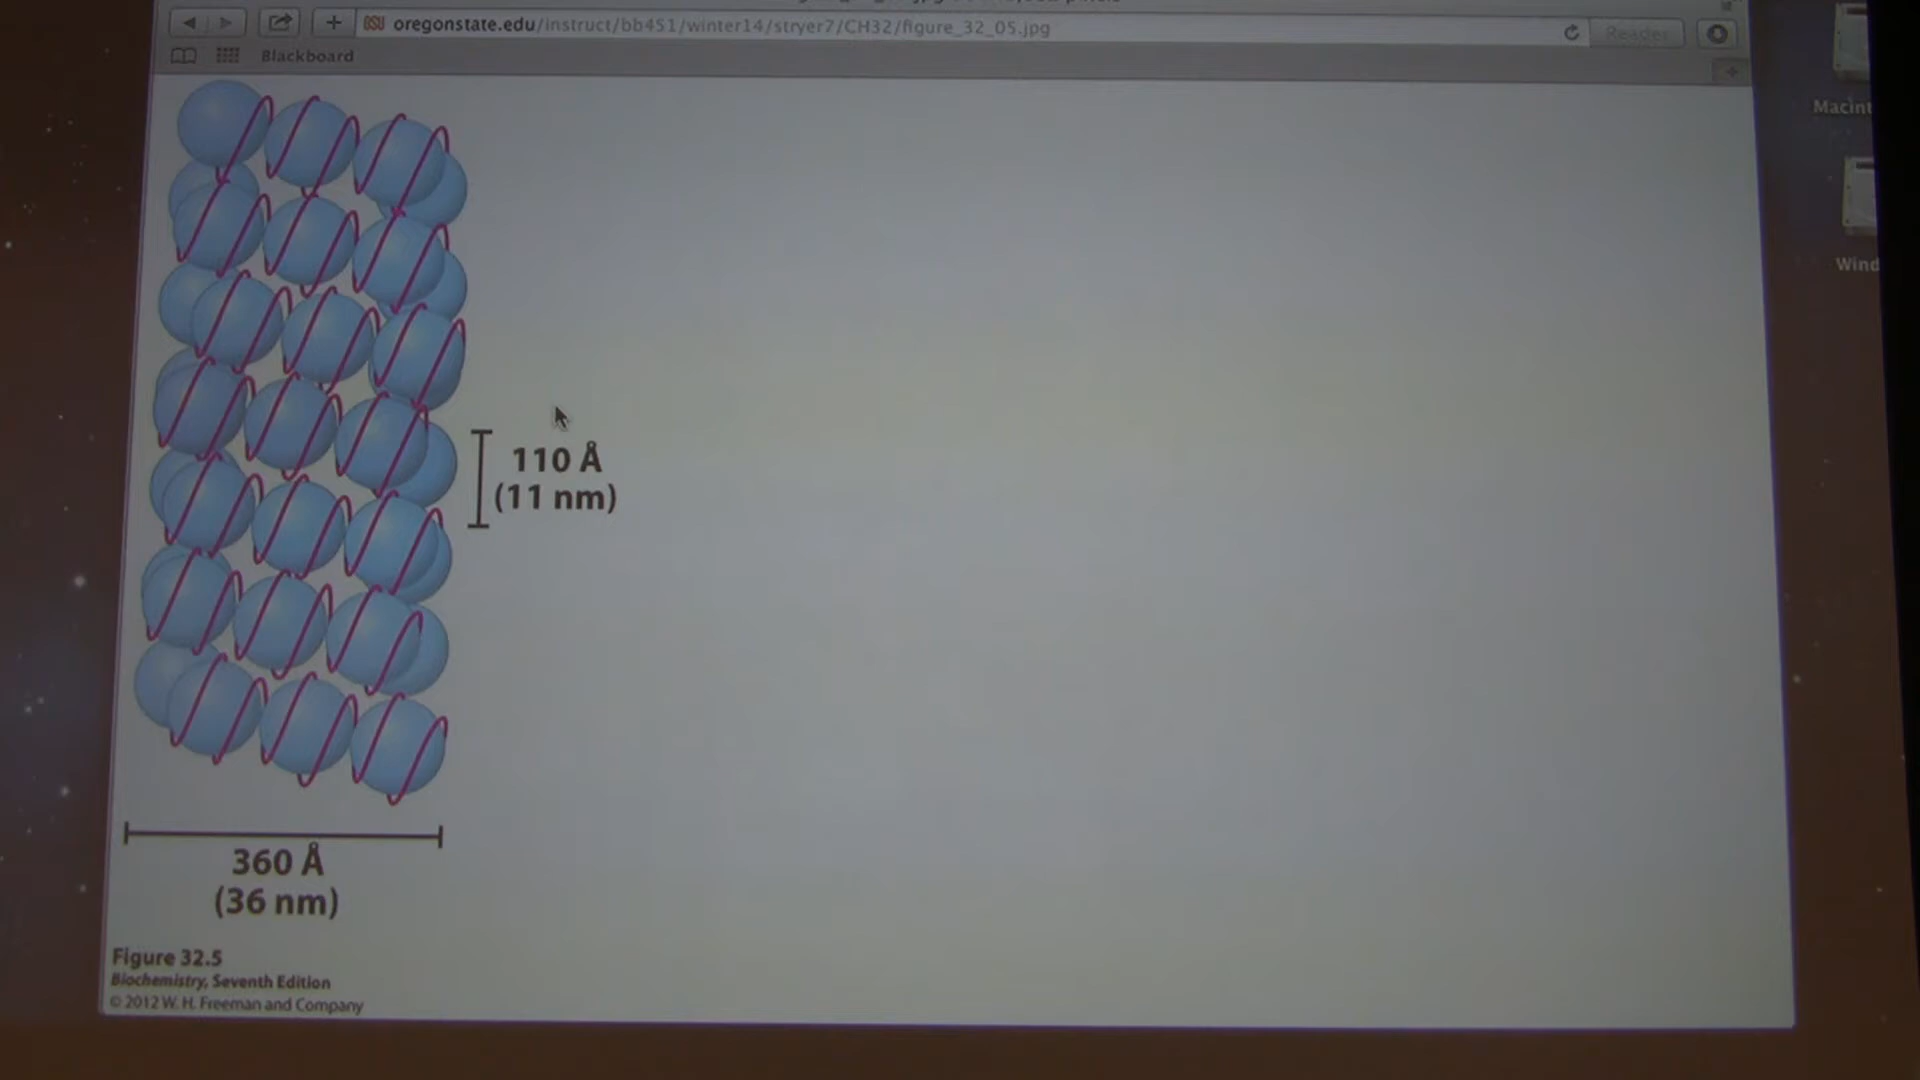 oregonstate.edu/instruct/bb451/winter14/stryer7/CH32/figure_32_05.jpg
Reader
Blackboard
Macint
Wind
110 Å
(11 nm)
360 Å
(36 nm)
Figure 32.5
Biochemistry, Seventh Edition
© 2012 W. H. Freeman and Company